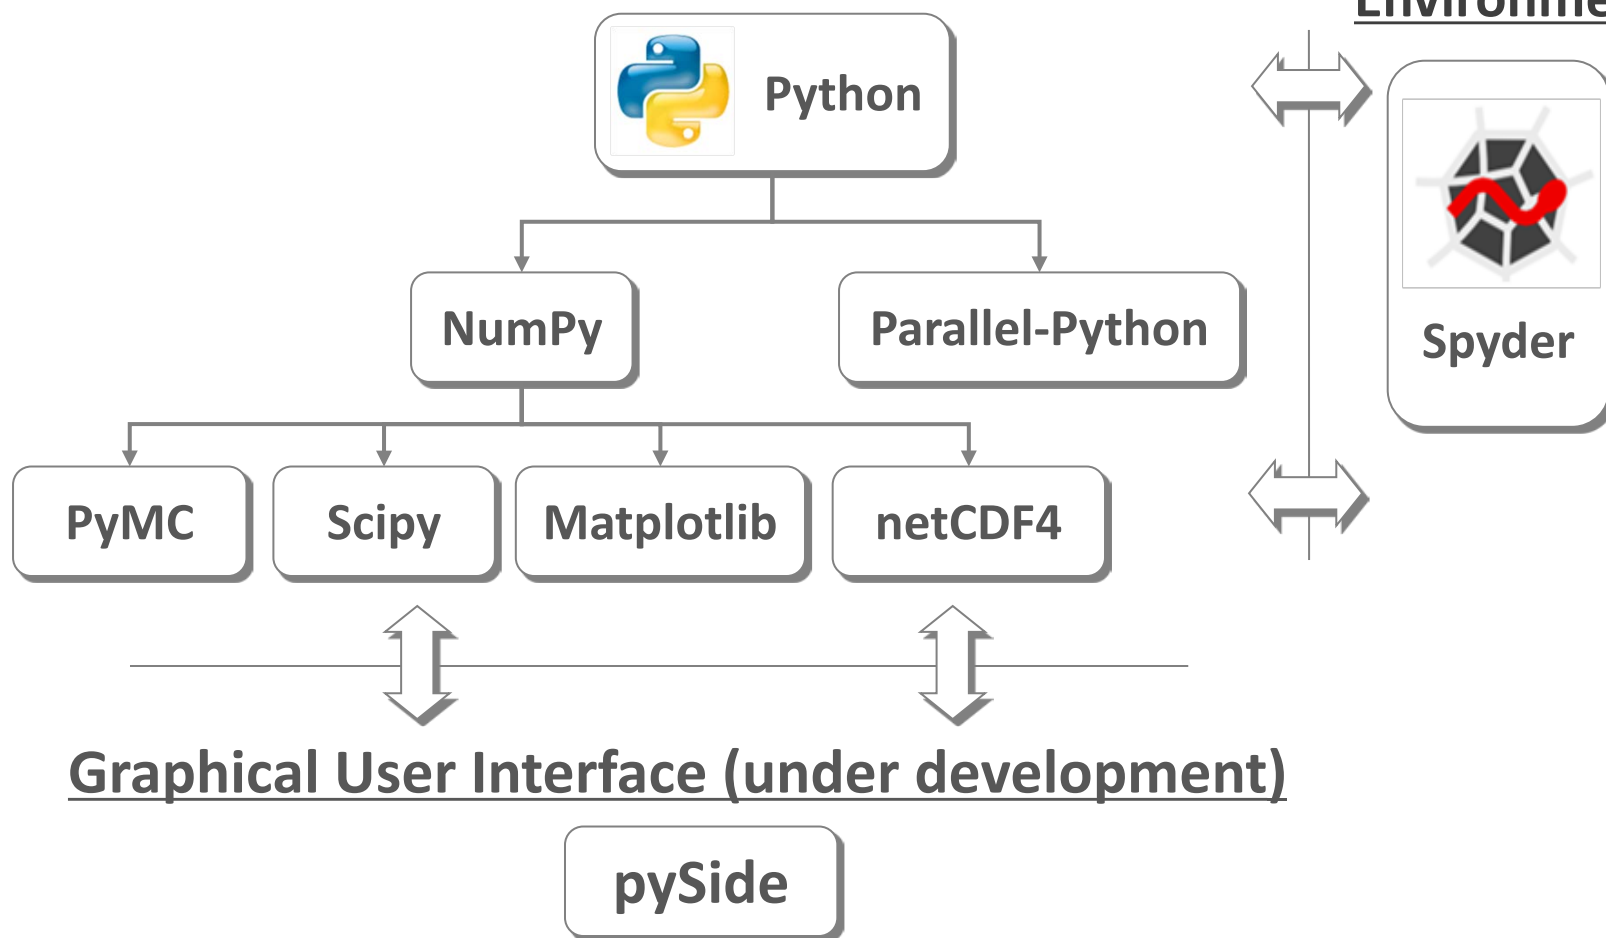 Python
Spyder
NumPy
Parallel-Python
PyMC
Scipy
Matplotlib
netCDF4
Graphical User Interface (under development)
pySide